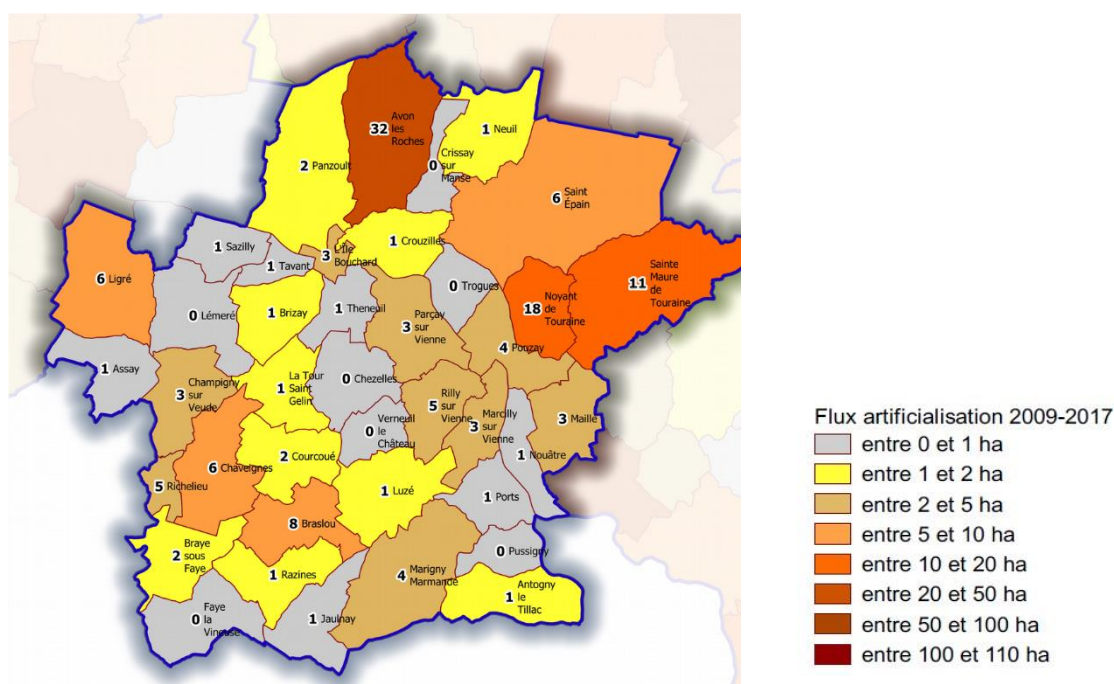 32 Avon
les
Roches
1 Neuil
2 Panzoult
0 Crissay
sur
Manse
6 Saint
Épain
1 Sazilly
3 L'Île
Bouchard
1 Crouzilles
1 Tavant
6 Ligré
0 Trogues
11 Sainte
Maure
de
Touraine
18 Noyant
de
Touraine
0 Lémeré
1 Brizay
1 Theneuil
3 Parçay
sur
Vienne
4 Pouzay
1 Assay
3 Champigny
sur
Veude
1 La Tour
Saint
Gelin
0 Chezelles
5 Rilly
sur
Vienne
3 Marcilly
sur
Vienne
3 Maille
0 Verneuil
le
Château
1 Nouâtre
6 Chaveignes
2 Courcoué
5 Richelieu
1 Luzé
1 Ports
8 Braslou
2 Braye
sous
Faye
0 Pussigny
1 Razines
4 Marigny
Marmande
1 Antogny
le
Tillac
0 Faye
la
Vineuse
1 Jaulnay
Flux artificialisation 2009-2017
entre 0 et 1 ha
entre 1 et 2 ha
entre 2 et 5 ha
entre 5 et 10 ha
entre 10 et 20 ha
entre 20 et 50 ha
entre 50 et 100 ha
entre 100 et 110 ha